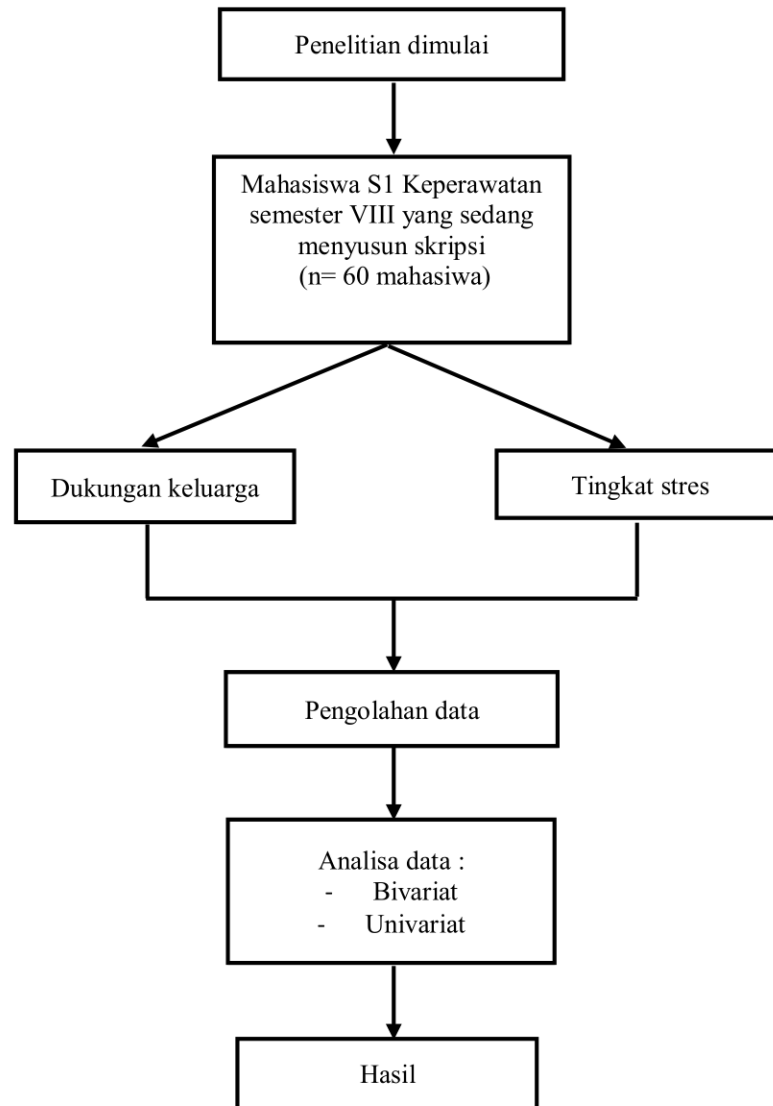 Penelitian dimulai
Mahasiswa S1 Keperawatan
semester VIII yang sedang
menyusun skripsi
(n= 60 mahasiwa)
Dukungan keluarga
Tingkat stres
Pengolahan data
Analisa data :
- Bivariat
- Univariat
Hasil